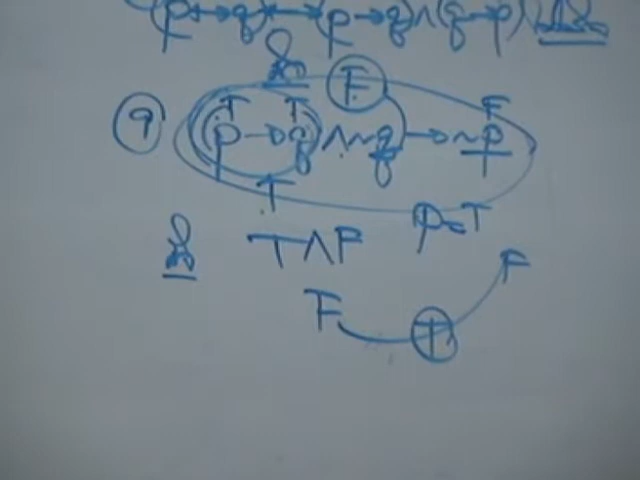 (p↔q)↔(p→q)∧(q→p)
F
T T F
9 (p→q)∧~q→~p
T p=T
T∧F F
F T